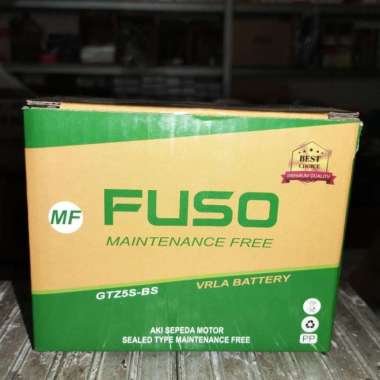 BEST
CHOICE
PREMIUM QUALITY
MF
FUSO
MAINTENANCE FREE
VRLA BATTERY
GTZ5S-BS
AKI SEPEDA MOTOR
SEALED TYPE MAINTENANCE FREE
PP